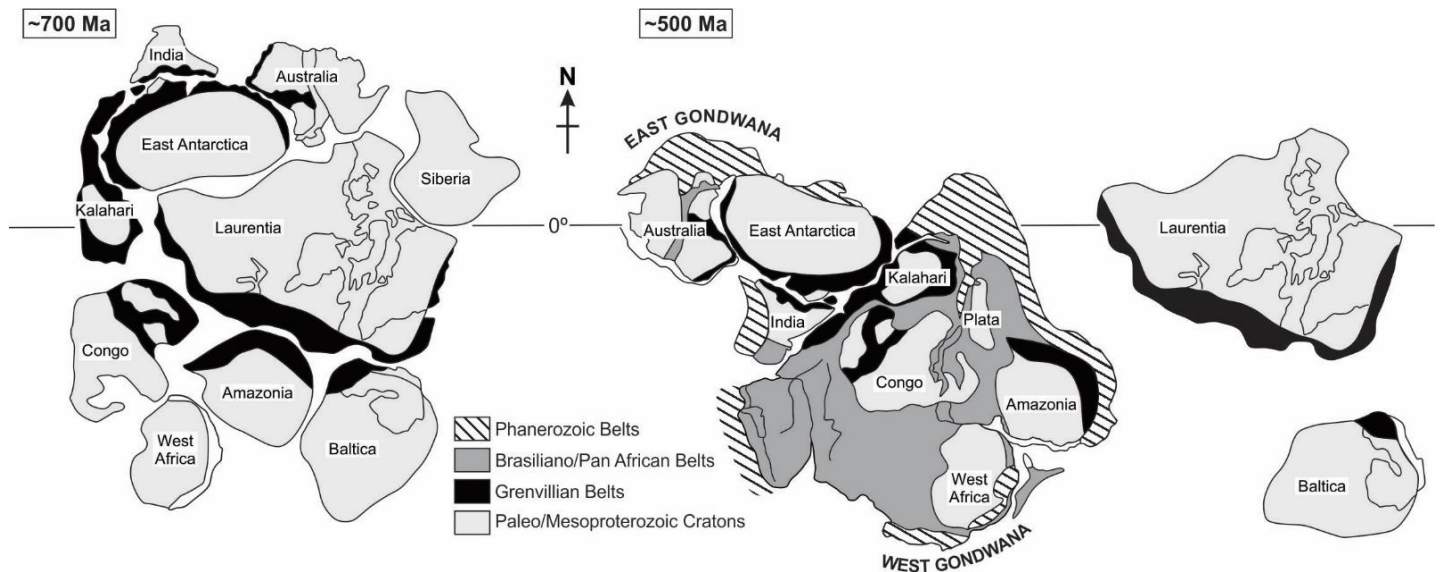 ~700 Ma
India
Australia
East Antarctica
Siberia
Kalahari
Laurentia
Congo
Amazonia
West
Africa
Baltica
~500 Ma
N
0º
EAST GONDWANA
Australia
East Antarctica
Kalahari
India
Plata
Congo
Amazonia
West
Africa
WEST GONDWANA
Laurentia
Baltica
Phanerozoic Belts
Brasiliano/Pan African Belts
Grenvillian Belts
Paleo/Mesoproterozoic Cratons